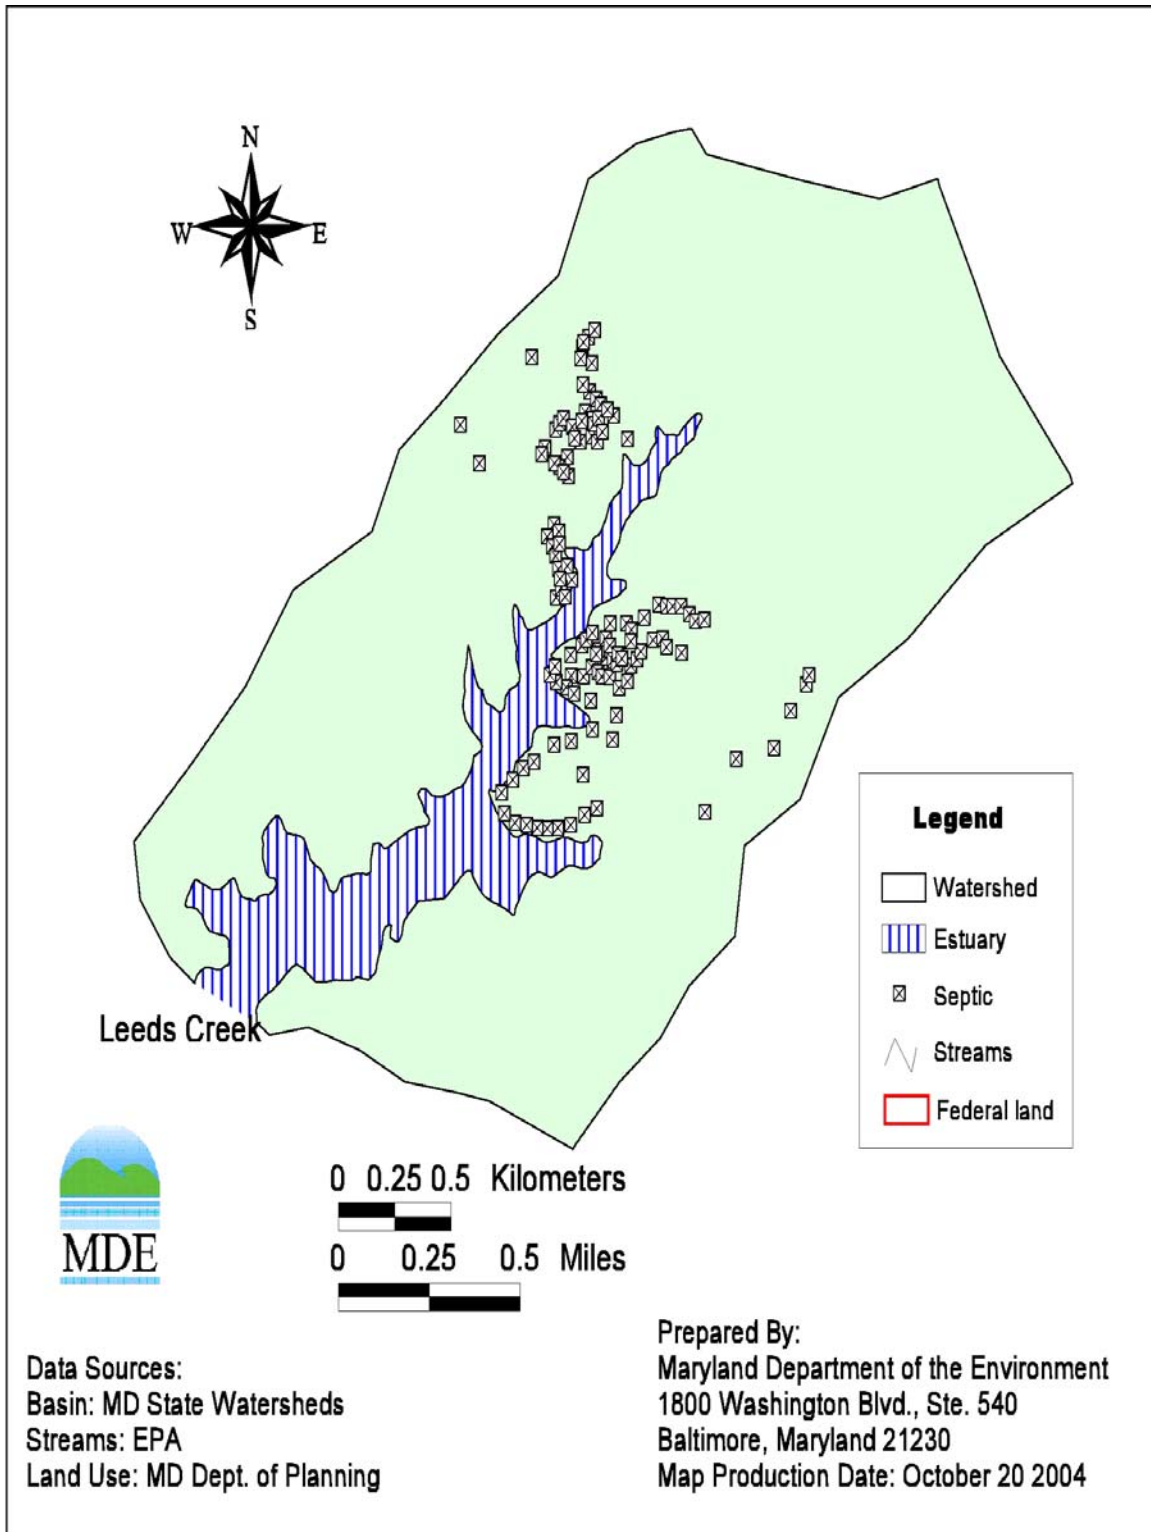 N
W E
S
Leeds Creek
Legend
Watershed
Estuary
Septic
Streams
Federal land
MDE
0 0.25 0.5 Kilometers
0 0.25 0.5 Miles
Data Sources:
Basin: MD State Watersheds
Streams: EPA
Land Use: MD Dept. of Planning
Prepared By:
Maryland Department of the Environment
1800 Washington Blvd., Ste. 540
Baltimore, Maryland 21230
Map Production Date: October 20 2004